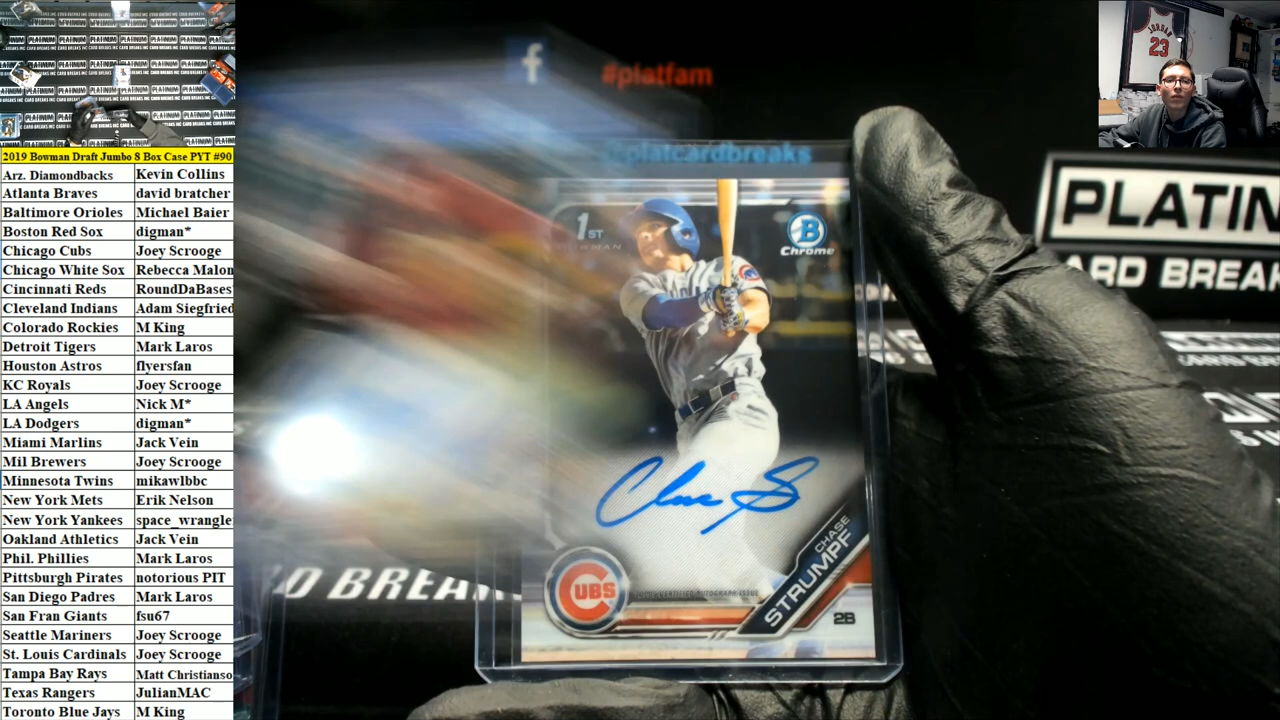 2019 Bowman Draft Jumbo 8 Box Case PYT #90
Arz. Diamondbacks Kevin Collins
Atlanta Braves david bratcher
Baltimore Orioles Michael Baier
Boston Red Sox digman*
Chicago Cubs Joey Scrooge
Chicago White Sox Rebecca Malon
Cincinnati Reds RoundDaBases
Cleveland Indians Adam Siegfried
Colorado Rockies M King
Detroit Tigers Mark Laros
Houston Astros flyersfan
KC Royals Joey Scrooge
LA Angels Nick M*
LA Dodgers digman*
Miami Marlins Jack Vein
Mil Brewers Joey Scrooge
Minnesota Twins mikawlbbc
New York Mets Erik Nelson
New York Yankees space_wrangle
Oakland Athletics Jack Vein
Phil. Phillies Mark Laros
Pittsburgh Pirates notorious PIT
San Diego Padres Mark Laros
San Fran Giants fsu67
Seattle Mariners Joey Scrooge
St. Louis Cardinals Joey Scrooge
Tampa Bay Rays Matt Christianso
Texas Rangers JulianMAC
Toronto Blue Jays M King
f
#platfam
@platcardbreaks
1ST
BOWMAN
B
Chrome
Chase S
CUBS
TOPPS CERTIFIED AUTOGRAPH ISSUE
CHASE
STRUMPF
2B
JORDAN
23
PLATIN
ARD BREAK
D BREA